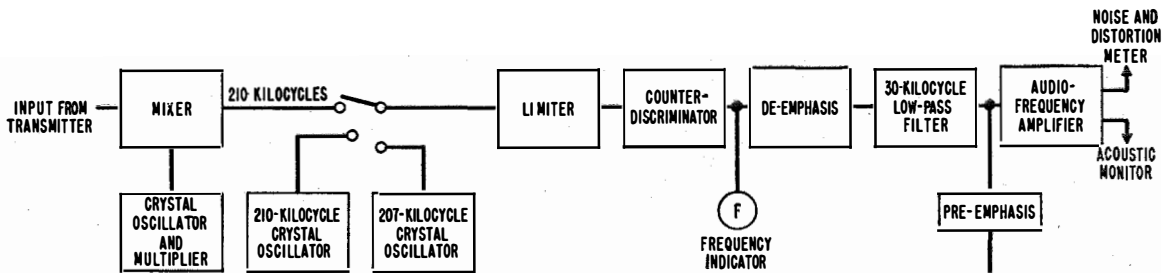 NOISE AND
DISTORTION
METER
INPUT FROM
TRANSMITTER
MIXER
210 KILOCYCLES
LIMITER
COUNTER-
DISCRIMINATOR
DE-EMPHASIS
30-KILOCYCLE
LOW-PASS
FILTER
AUDIO-
FREQUENCY
AMPLIFIER
ACOUSTIC
MONITOR
CRYSTAL
OSCILLATOR
AND
MULTIPLIER
210-KILOCYCLE
CRYSTAL
OSCILLATOR
207-KILOCYCLE
CRYSTAL
OSCILLATOR
F
FREQUENCY
INDICATOR
PRE-EMPHASIS